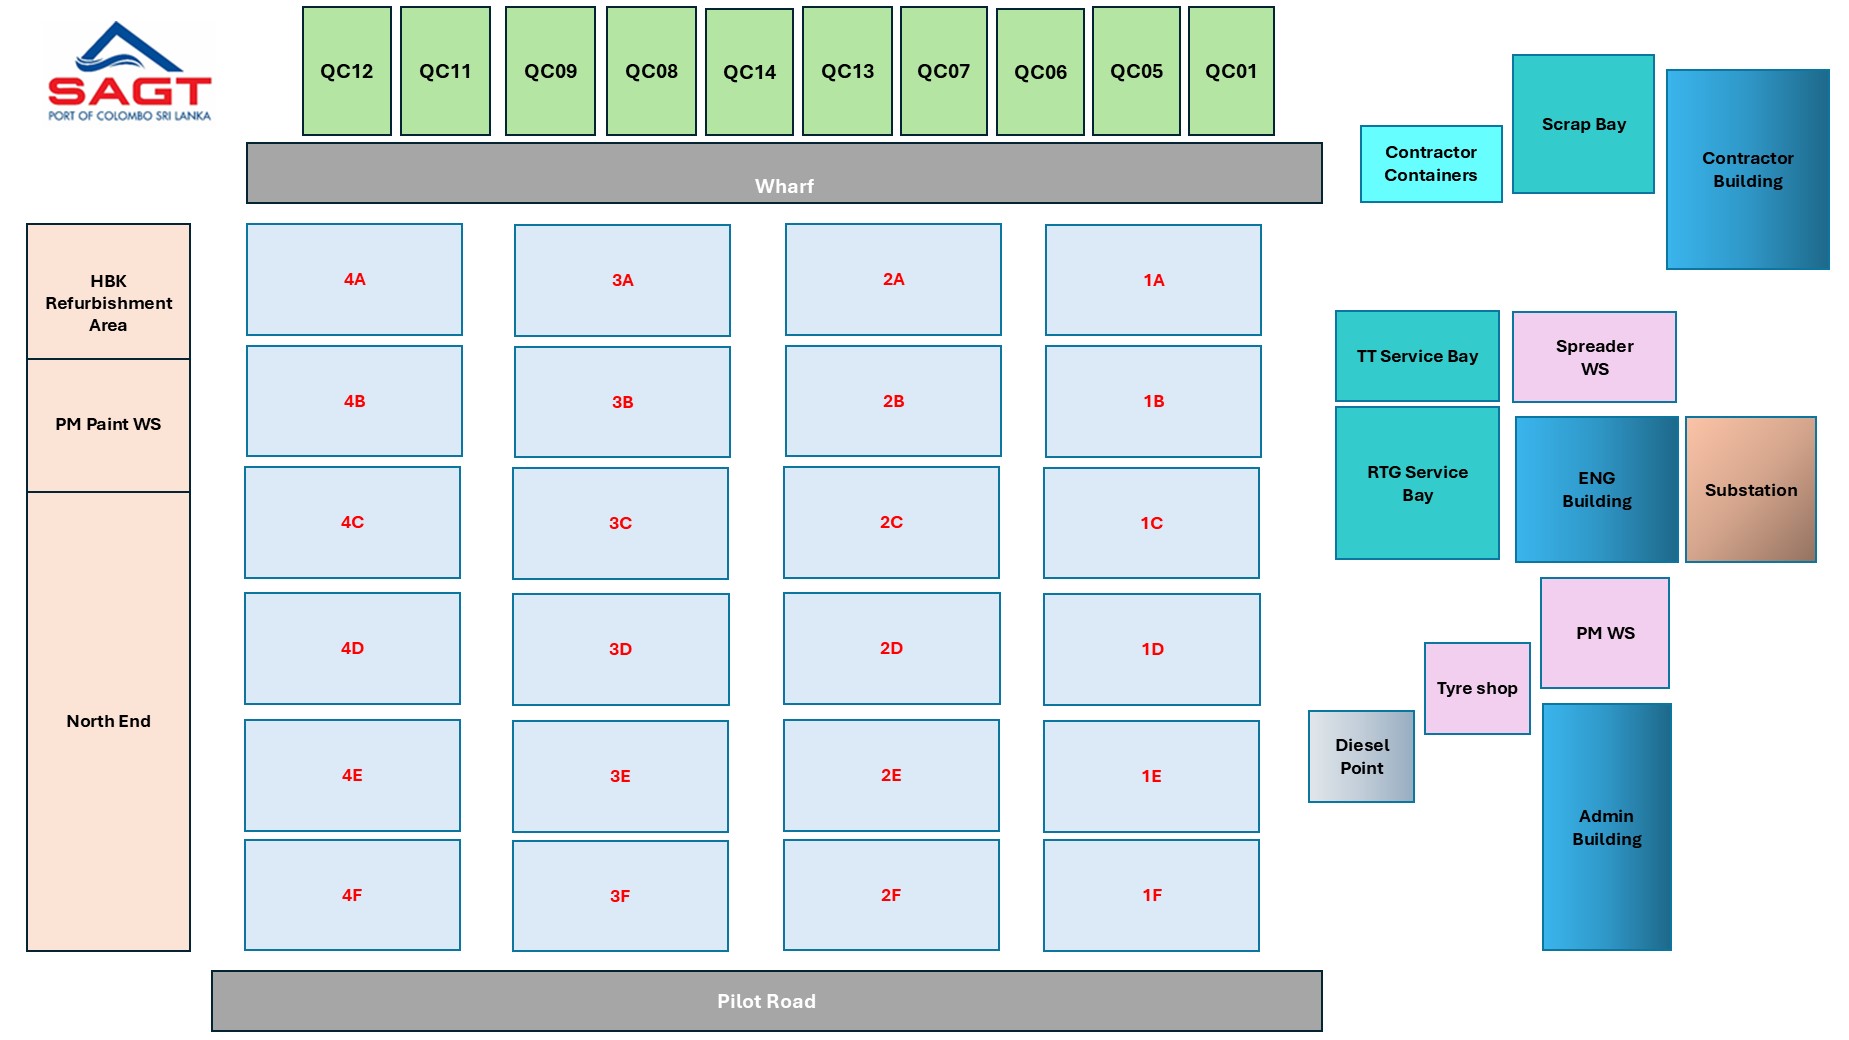 SAGT
PORT OF COLOMBO SRI LANKA
QC12
QC11
QC09
QC08
QC14
QC13
QC07
QC06
QC05
QC01
Wharf
Contractor
Containers
Scrap Bay
Contractor
Building
HBK
Refurbishment
Area
PM Paint WS
North End
4A
3A
2A
1A
4B
3B
2B
1B
4C
3C
2C
1C
4D
3D
2D
1D
4E
3E
2E
1E
4F
3F
2F
1F
TT Service Bay
Spreader
WS
RTG Service
Bay
ENG
Building
Substation
PM WS
Tyre shop
Diesel
Point
Admin
Building
Pilot Road